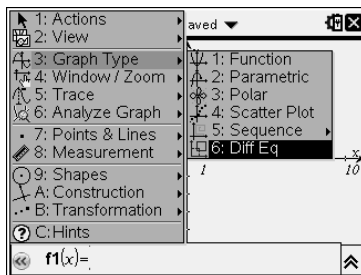 1: Actions
2: View
3: Graph Type
4: Window / Zoom
5: Trace
6: Analyze Graph
7: Points & Lines
8: Measurement
9: Shapes
A: Construction
B: Transformation
C: Hints
aved
1: Function
2: Parametric
3: Polar
4: Scatter Plot
5: Sequence
6: Diff Eq
x
1
10
f1(x)=